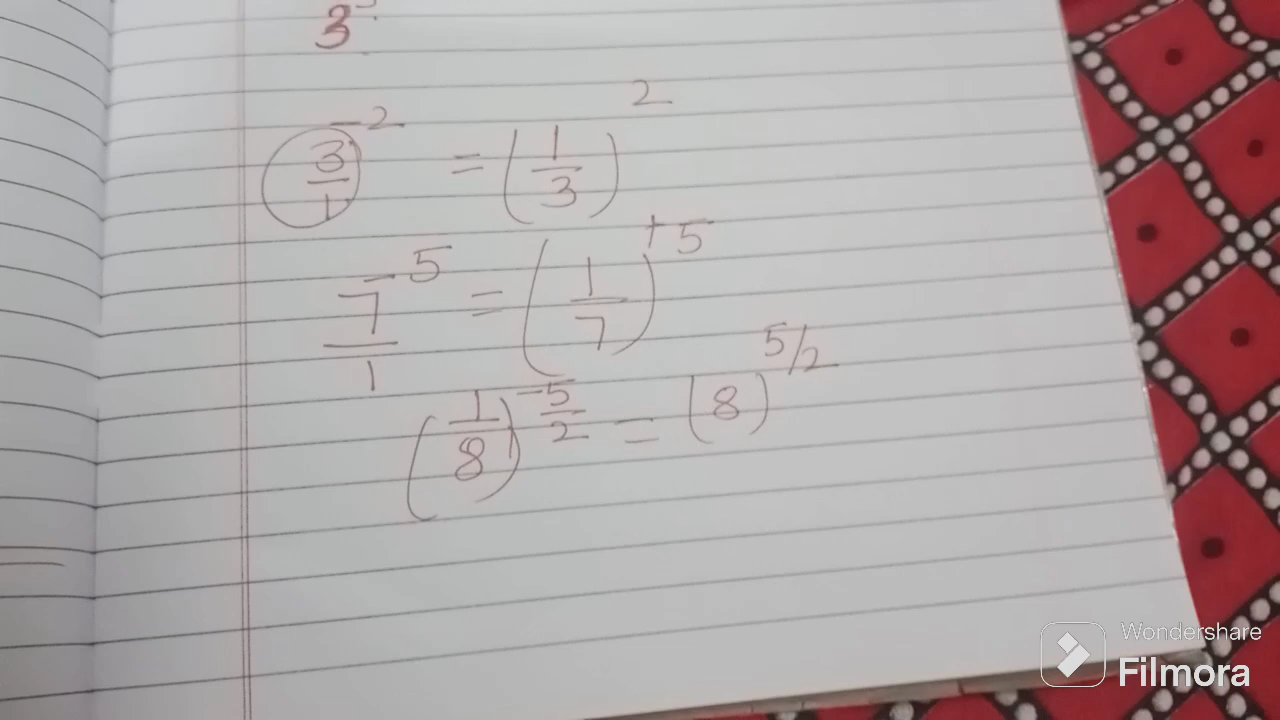 3
3/1 ⁻² = (1/3) ²
7/1 ⁻⁵ = (1/7) ⁺⁵
(1/8) ^-5/2 = (8) ^5/2
Wondershare
Filmora